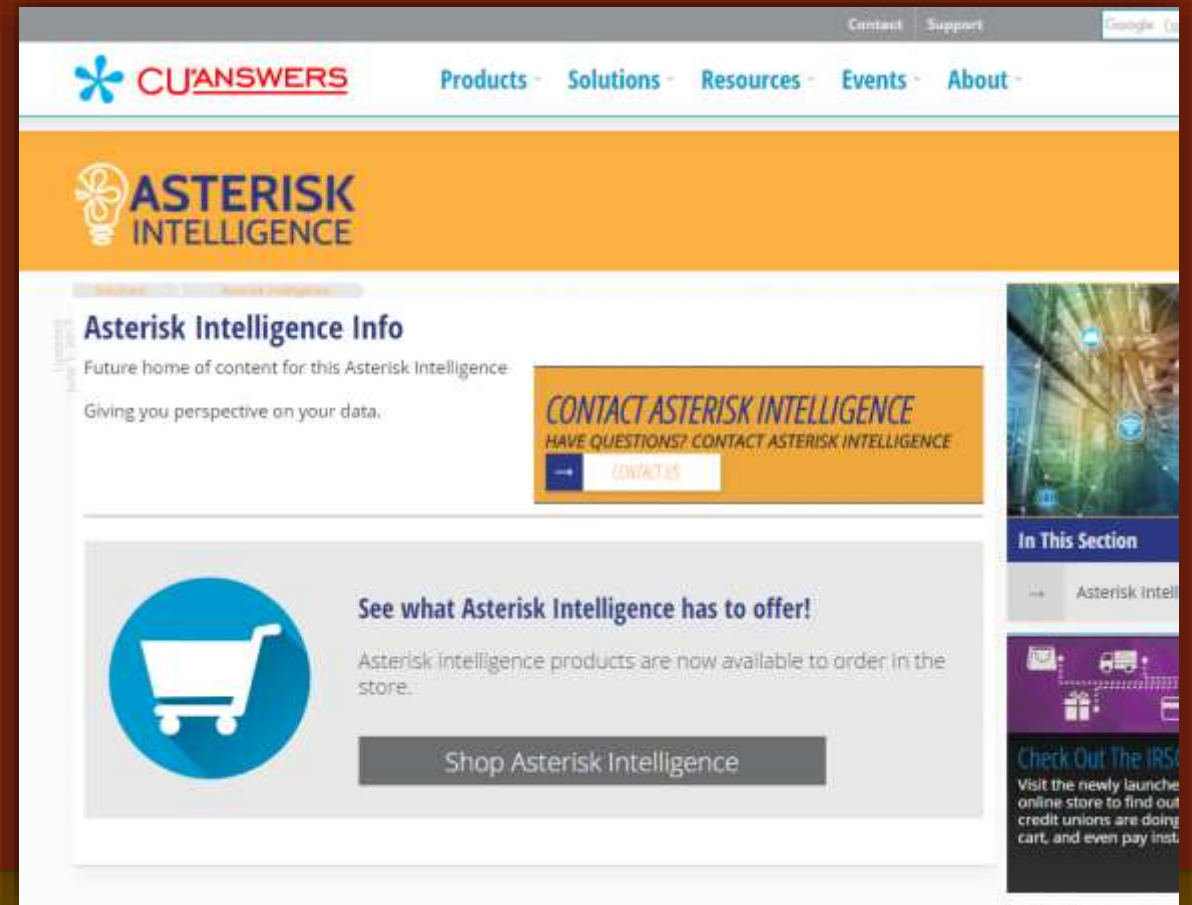 Contact Support
Google
CU*ANSWERS
Products Solutions Resources Events About
ASTERISK
INTELLIGENCE
Asterisk Intelligence Info
Future home of content for this Asterisk Intelligence
Giving you perspective on your data.
CONTACT ASTERISK INTELLIGENCE
HAVE QUESTIONS? CONTACT ASTERISK INTELLIGENCE
→ CONTACT US
See what Asterisk Intelligence has to offer!
Asterisk intelligence products are now available to order in the
store.
Shop Asterisk Intelligence
In This Section
→ Asterisk Intell
Check Out The IRSC
Visit the newly launche
online store to find out
credit unions are doing
cart, and even pay insta